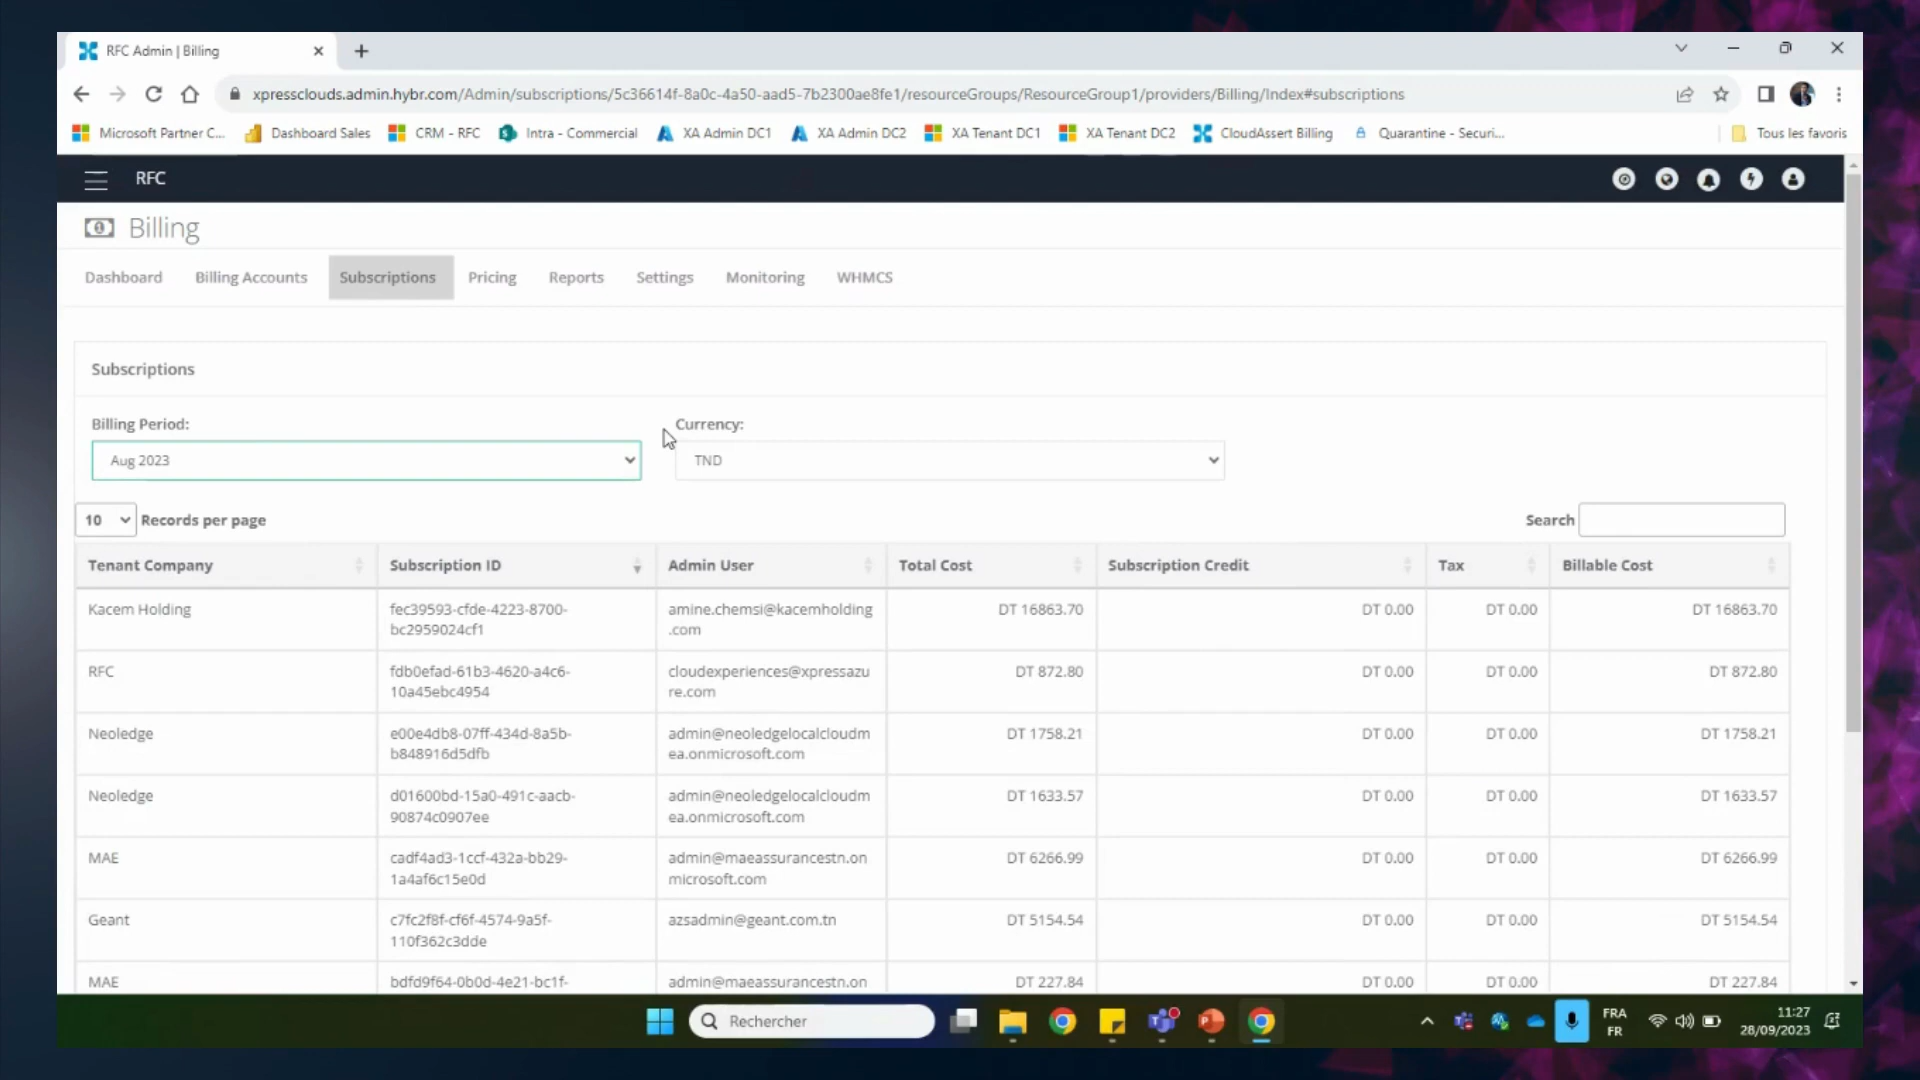 RFC Admin | Billing
xpressclouds.admin.hybr.com/Admin/subscriptions/5c36614f-8a0c-4a50-aad5-7b2300ae8fe1/resourceGroups/ResourceGroup1/providers/Billing/Index#subscriptions
Microsoft Partner C... Dashboard Sales CRM - RFC Intra - Commercial XA Admin DC1 XA Admin DC2 XA Tenant DC1 XA Tenant DC2 CloudAssert Billing Quarantine - Securi... Tous les favoris
RFC
Billing
Dashboard Billing Accounts Subscriptions Pricing Reports Settings Monitoring WHMCS
Subscriptions
Billing Period: Currency:
Aug 2023 TND
10 Records per page Search
Tenant Company Subscription ID Admin User Total Cost Subscription Credit Tax Billable Cost
Kacem Holding fec39593-cfde-4223-8700- amine.chemsi@kacemholding DT 16863.70 DT 0.00 DT 0.00 DT 16863.70
bc2959024cf1 .com
RFC fdb0efad-61b3-4620-a4c6- cloudexperiences@xpressazu DT 872.80 DT 0.00 DT 0.00 DT 872.80
10a45ebc4954 re.com
Neoledge e00e4db8-07ff-434d-8a5b- admin@neoledgelocalcloudm DT 1758.21 DT 0.00 DT 0.00 DT 1758.21
b848916d5dfb ea.onmicrosoft.com
Neoledge d01600bd-15a0-491c-aacb- admin@neoledgelocalcloudm DT 1633.57 DT 0.00 DT 0.00 DT 1633.57
90874c0907ee ea.onmicrosoft.com
MAE cadf4ad3-1ccf-432a-bb29- admin@maeassurancestn.on DT 6266.99 DT 0.00 DT 0.00 DT 6266.99
1a4af6c15e0d microsoft.com
Geant c7fc2f8f-cf6f-4574-9a5f- azsadmin@geant.com.tn DT 5154.54 DT 0.00 DT 0.00 DT 5154.54
110f362c3dde
MAE bdfd9f64-0b0d-4e21-bc1f- admin@maeassurancestn.on DT 227.84 DT 0.00 DT 0.00 DT 227.84
Rechercher FRA 11:27
FR 28/09/2023